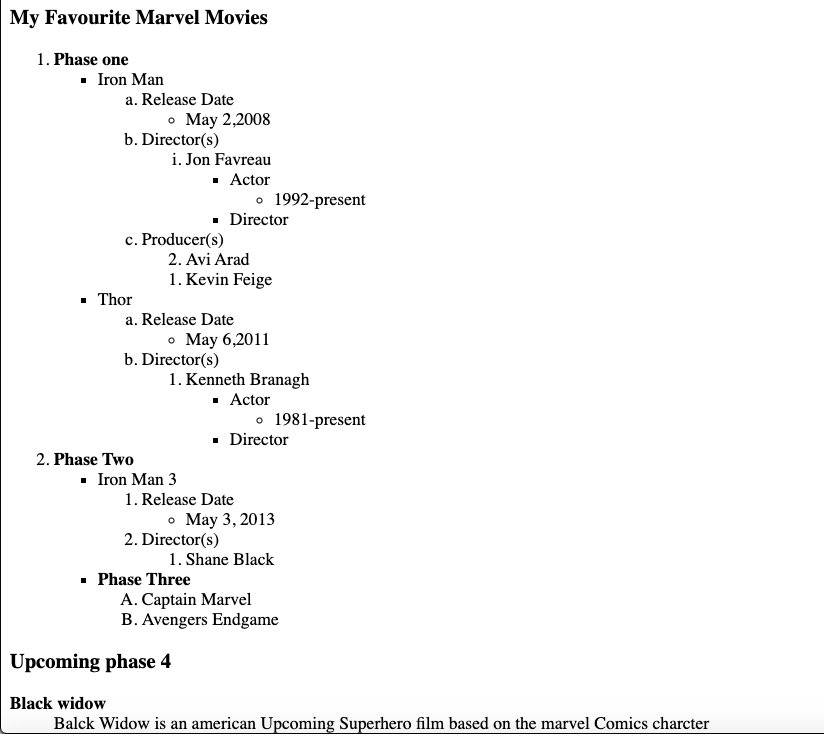 My Favourite Marvel Movies
1. Phase one
▪ Iron Man
a. Release Date
○ May 2,2008
b. Director(s)
i. Jon Favreau
▪ Actor
○ 1992-present
▪ Director
c. Producer(s)
2. Avi Arad
1. Kevin Feige
▪ Thor
a. Release Date
○ May 6,2011
b. Director(s)
1. Kenneth Branagh
▪ Actor
○ 1981-present
▪ Director
2. Phase Two
▪ Iron Man 3
1. Release Date
○ May 3, 2013
2. Director(s)
1. Shane Black
▪ Phase Three
A. Captain Marvel
B. Avengers Endgame
Upcoming phase 4
Black widow
Balck Widow is an american Upcoming Superhero film based on the marvel Comics charcter